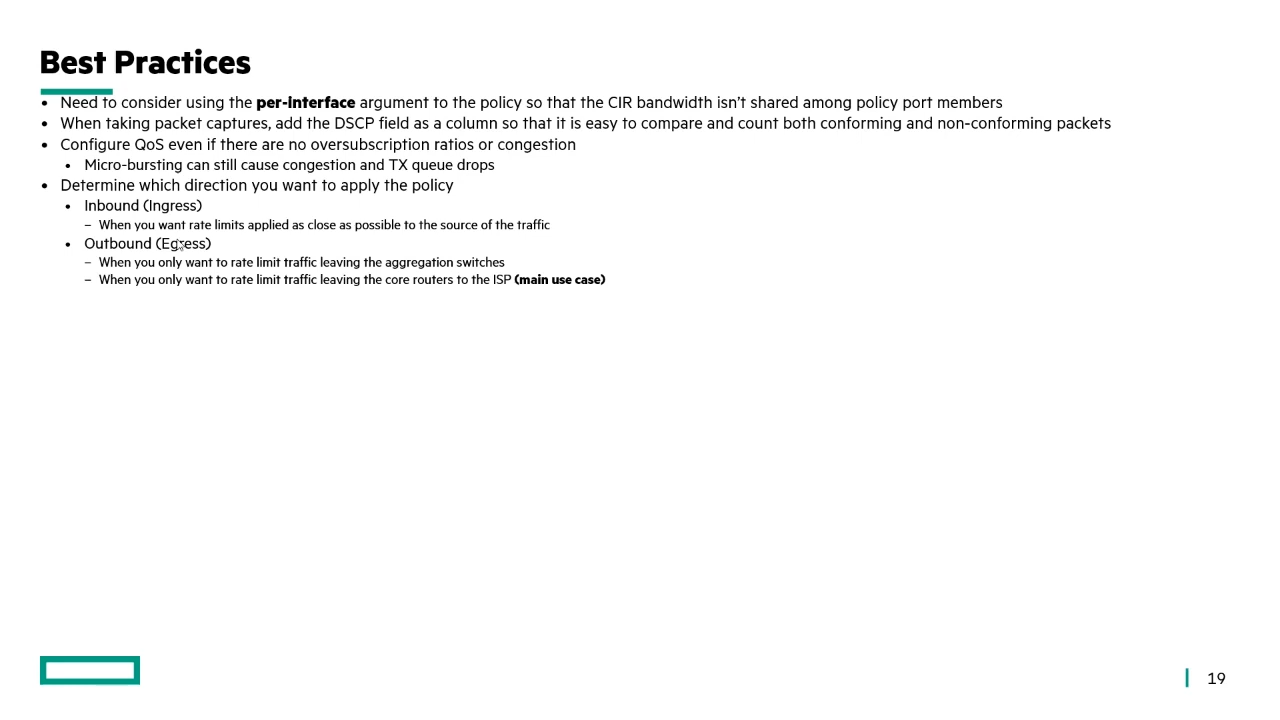 Best Practices
• Need to consider using the per-interface argument to the policy so that the CIR bandwidth isn't shared among policy port members
• When taking packet captures, add the DSCP field as a column so that it is easy to compare and count both conforming and non-conforming packets
• Configure QoS even if there are no oversubscription ratios or congestion
• Micro-bursting can still cause congestion and TX queue drops
• Determine which direction you want to apply the policy
• Inbound (Ingress)
– When you want rate limits applied as close as possible to the source of the traffic
• Outbound (Egress)
– When you only want to rate limit traffic leaving the aggregation switches
– When you only want to rate limit traffic leaving the core routers to the ISP (main use case)
19